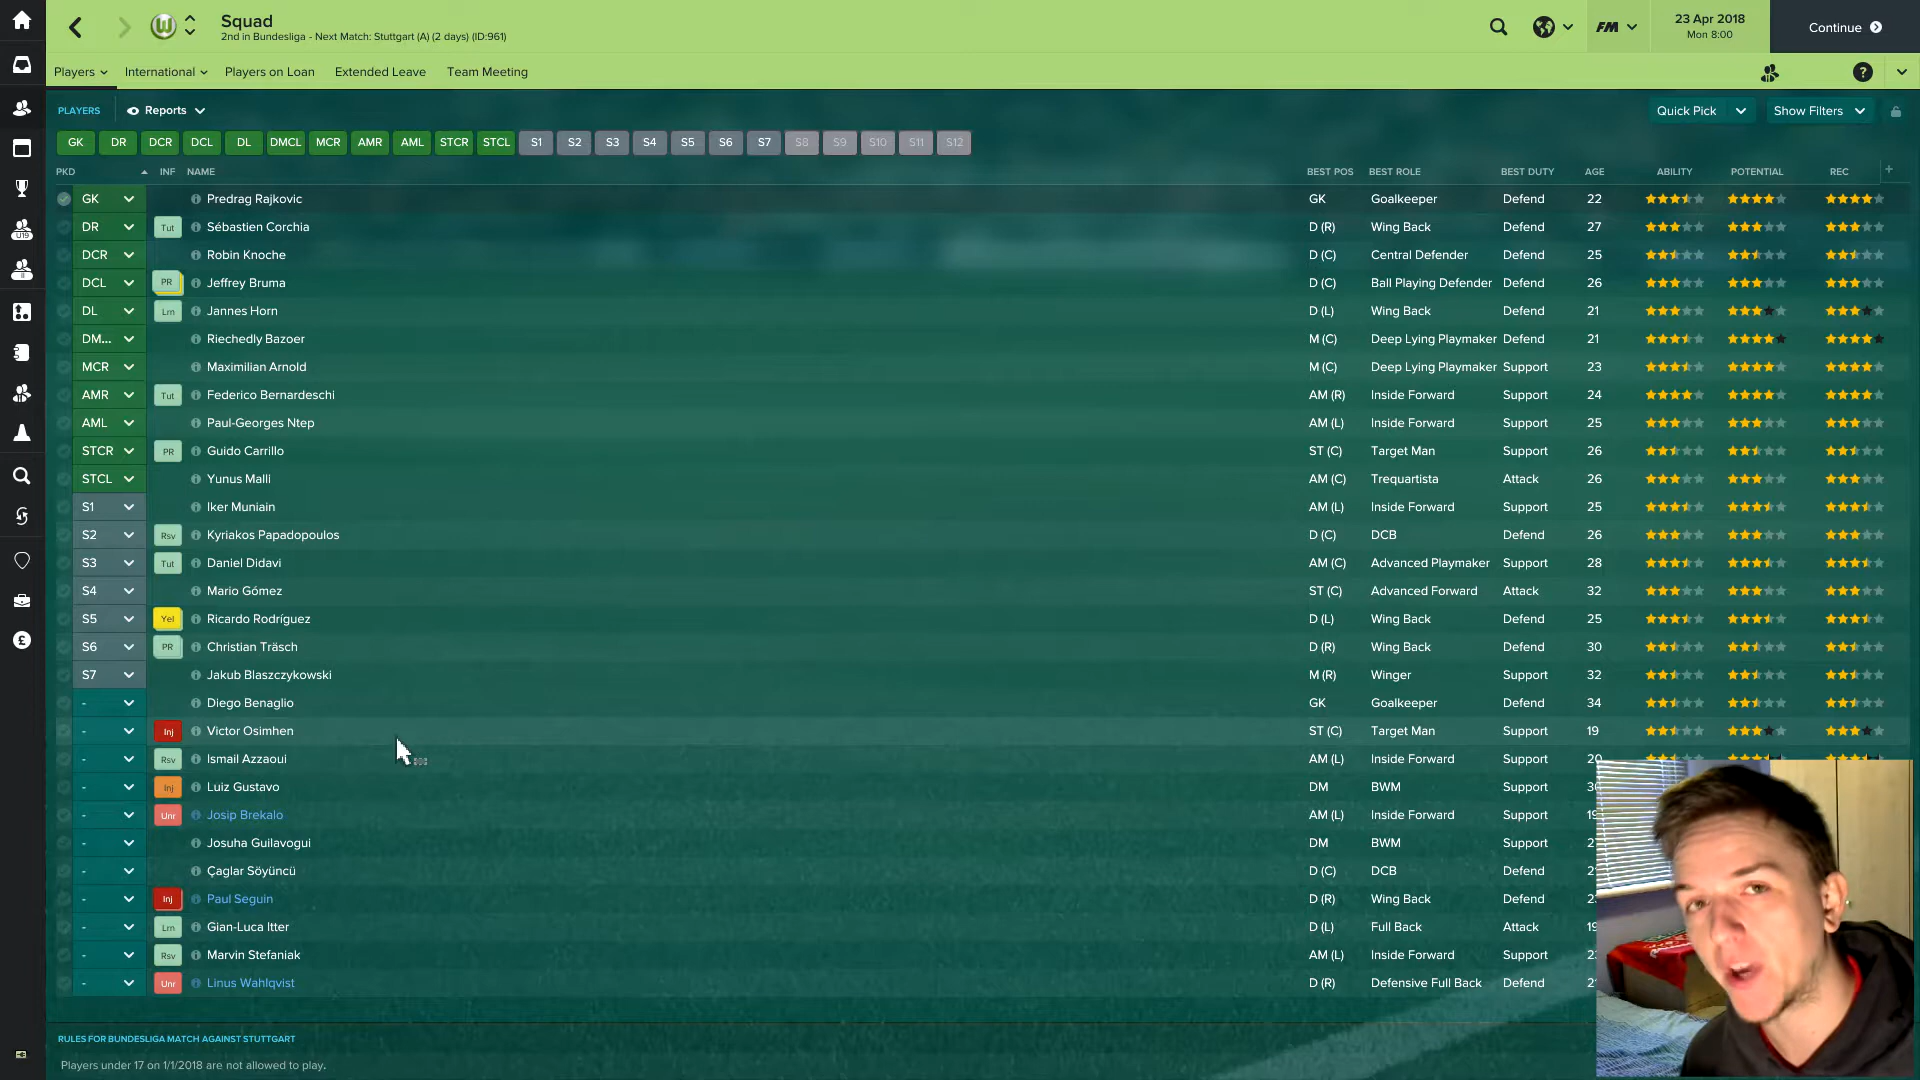 Squad
2nd in Bundesliga - Next Match: Stuttgart (A) (2 days) (ID:961)
FM
23 Apr 2018
Mon 8:00
Continue
Players International Players on Loan Extended Leave Team Meeting
PLAYERS Reports Quick Pick Show Filters
GK DR DCR DCL DL DMCL MCR AMR AML STCR STCL S1 S2 S3 S4 S5 S6 S7 S8 S9 S10 S11 S12
PKD INF NAME BEST POS BEST ROLE BEST DUTY AGE ABILITY POTENTIAL REC
GK Predrag Rajkovic GK Goalkeeper Defend 22
DR Tut Sébastien Corchia D (R) Wing Back Defend 27
DCR Robin Knoche D (C) Central Defender Defend 25
DCL PR Jeffrey Bruma D (C) Ball Playing Defender Defend 26
DL Lrn Jannes Horn D (L) Wing Back Defend 21
DM... Riechedly Bazoer M (C) Deep Lying Playmaker Defend 21
MCR Maximilian Arnold M (C) Deep Lying Playmaker Support 23
AMR Tut Federico Bernardeschi AM (R) Inside Forward Support 24
AML Paul-Georges Ntep AM (L) Inside Forward Support 25
STCR PR Guido Carrillo ST (C) Target Man Support 26
STCL Yunus Malli AM (C) Trequartista Attack 26
S1 Iker Muniain AM (L) Inside Forward Support 25
S2 Rsv Kyriakos Papadopoulos D (C) DCB Defend 26
S3 Tut Daniel Didavi AM (C) Advanced Playmaker Support 28
S4 Mario Gómez ST (C) Advanced Forward Attack 32
S5 Yel Ricardo Rodríguez D (L) Wing Back Defend 25
S6 PR Christian Träsch D (R) Wing Back Defend 30
S7 Jakub Blaszczykowski M (R) Winger Support 32
- Diego Benaglio GK Goalkeeper Defend 34
- Inj Victor Osimhen ST (C) Target Man Support 19
- Rsv Ismail Azzaoui AM (L) Inside Forward Support 20
- Inj Luiz Gustavo DM BWM Support
- Unr Josip Brekalo AM (L) Inside Forward Support
- Josuha Guilavogui DM BWM Support
- Çaglar Söyüncü D (C) DCB Defend
- Inj Paul Seguin D (R) Wing Back Defend
- Lrn Gian-Luca Itter D (L) Full Back Attack
- Rsv Marvin Stefaniak AM (L) Inside Forward Support
- Unr Linus Wahlqvist D (R) Defensive Full Back Defend
RULES FOR BUNDESLIGA MATCH AGAINST STUTTGART
Players under 17 on 1/1/2018 are not allowed to play.